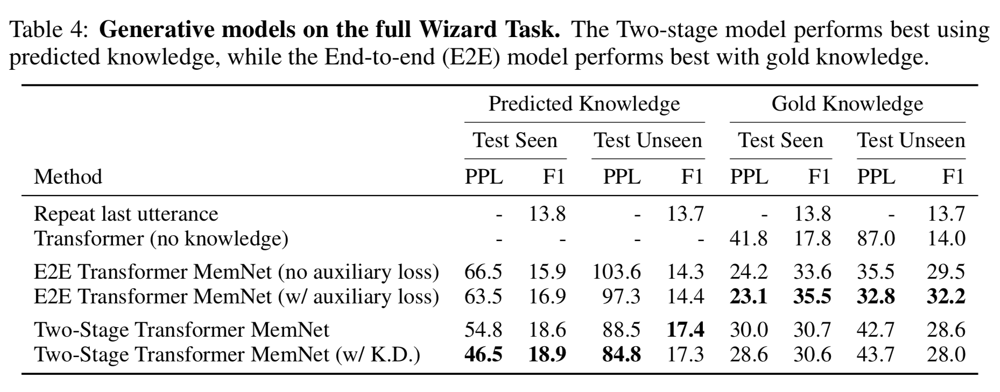 Table 4: Generative models on the full Wizard Task. The Two-stage model performs best using
predicted knowledge, while the End-to-end (E2E) model performs best with gold knowledge.
Predicted Knowledge Gold Knowledge
Test Seen Test Unseen Test Seen Test Unseen
Method PPL F1 PPL F1 PPL F1 PPL F1
Repeat last utterance - 13.8 - 13.7 - 13.8 - 13.7
Transformer (no knowledge) - - - - 41.8 17.8 87.0 14.0
E2E Transformer MemNet (no auxiliary loss) 66.5 15.9 103.6 14.3 24.2 33.6 35.5 29.5
E2E Transformer MemNet (w/ auxiliary loss) 63.5 16.9 97.3 14.4 23.1 35.5 32.8 32.2
Two-Stage Transformer MemNet 54.8 18.6 88.5 17.4 30.0 30.7 42.7 28.6
Two-Stage Transformer MemNet (w/ K.D.) 46.5 18.9 84.8 17.3 28.6 30.6 43.7 28.0